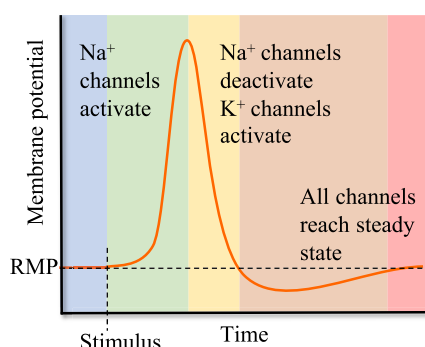 Membrane potential
Na⁺
channels
activate
Na⁺ channels
deactivate
K⁺ channels
activate
All channels
reach steady
state
RMP
Stimulus
Time